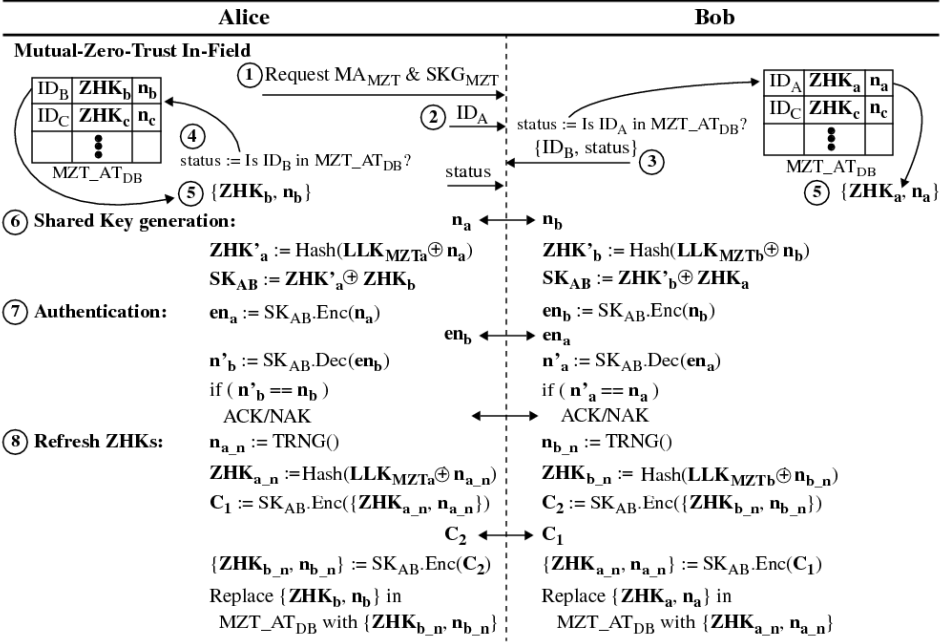 Alice Bob
Mutual-Zero-Trust In-Field
1 Request MA_MZT & SKG_MZT
ID_B ZHK_b n_b
ID_C ZHK_c n_c
MZT_AT_DB
ID_A ZHK_a n_a
ID_C ZHK_c n_c
MZT_AT_DB
2 ID_A
status := Is ID_A in MZT_AT_DB?
{ID_B, status} 3
4
status := Is ID_B in MZT_AT_DB?
status
5 {ZHK_b, n_b}
5 {ZHK_a, n_a}
6 Shared Key generation: n_a n_b
ZHK'_a := Hash(LLK_MZTa⊕ n_a) ZHK'_b := Hash(LLK_MZTb⊕ n_b)
SK_AB := ZHK'_a⊕ ZHK_b SK_AB := ZHK'_b⊕ ZHK_a
7 Authentication: en_a := SK_AB.Enc(n_a) en_b := SK_AB.Enc(n_b)
en_b en_a
n'_b := SK_AB.Dec(en_b) n'_a := SK_AB.Dec(en_a)
if ( n'_b == n_b ) if ( n'_a == n_a )
ACK/NAK ACK/NAK
8 Refresh ZHKs: n_a_n := TRNG() n_b_n := TRNG()
ZHK_a_n :=Hash(LLK_MZTa⊕ n_a_n) ZHK_b_n := Hash(LLK_MZTb⊕ n_b_n)
C_1 := SK_AB.Enc({ZHK_a_n, n_a_n}) C_2 := SK_AB.Enc({ZHK_b_n, n_b_n})
C_2 C_1
{ZHK_b_n, n_b_n} := SK_AB.Enc(C_2) {ZHK_a_n, n_a_n} := SK_AB.Enc(C_1)
Replace {ZHK_b, n_b} in Replace {ZHK_a, n_a} in
MZT_AT_DB with {ZHK_b_n, n_b_n} MZT_AT_DB with {ZHK_a_n, n_a_n}